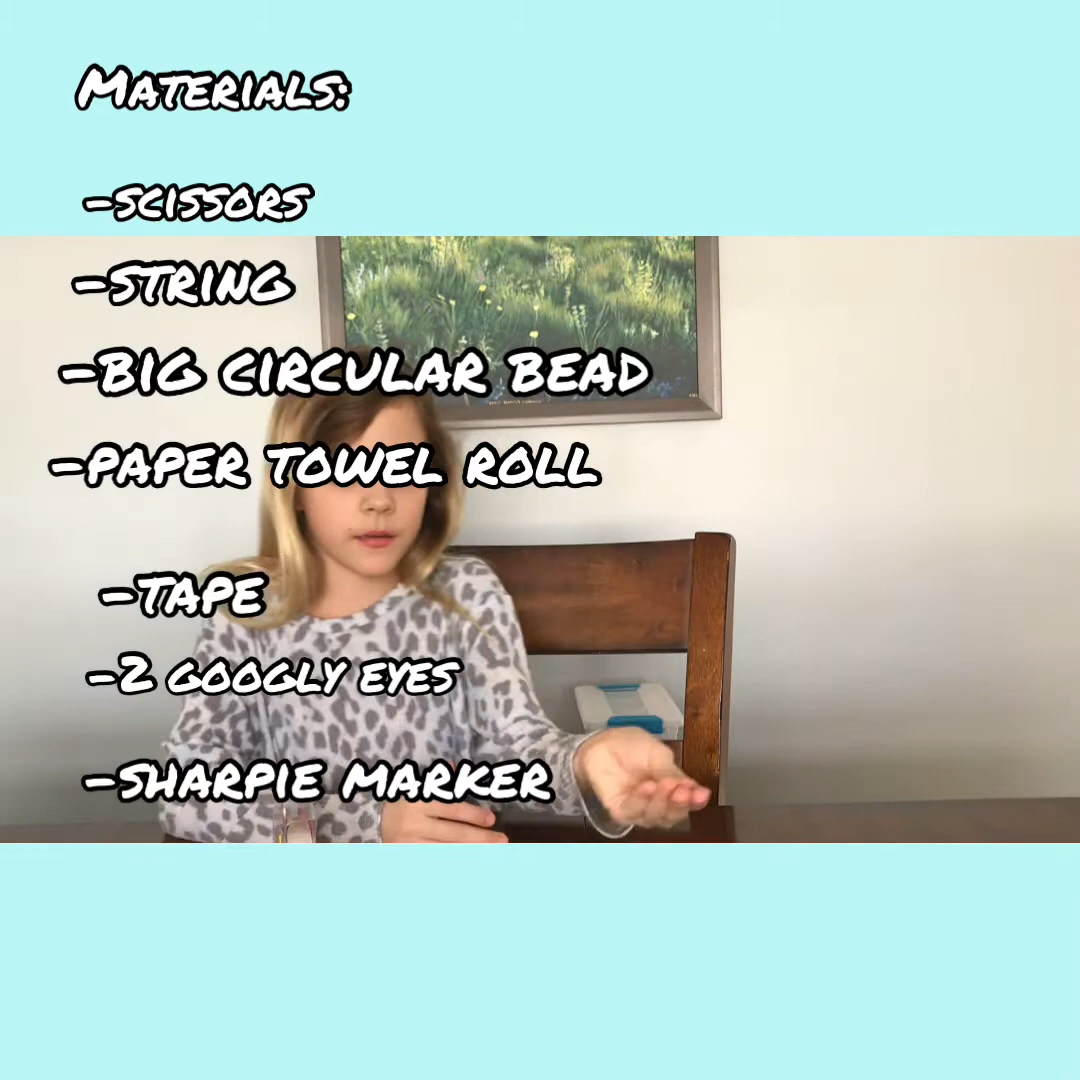 Materials:
-scissors
-string
-big circular bead
-paper towel roll
-tape
-2 googly eyes
-sharpie marker